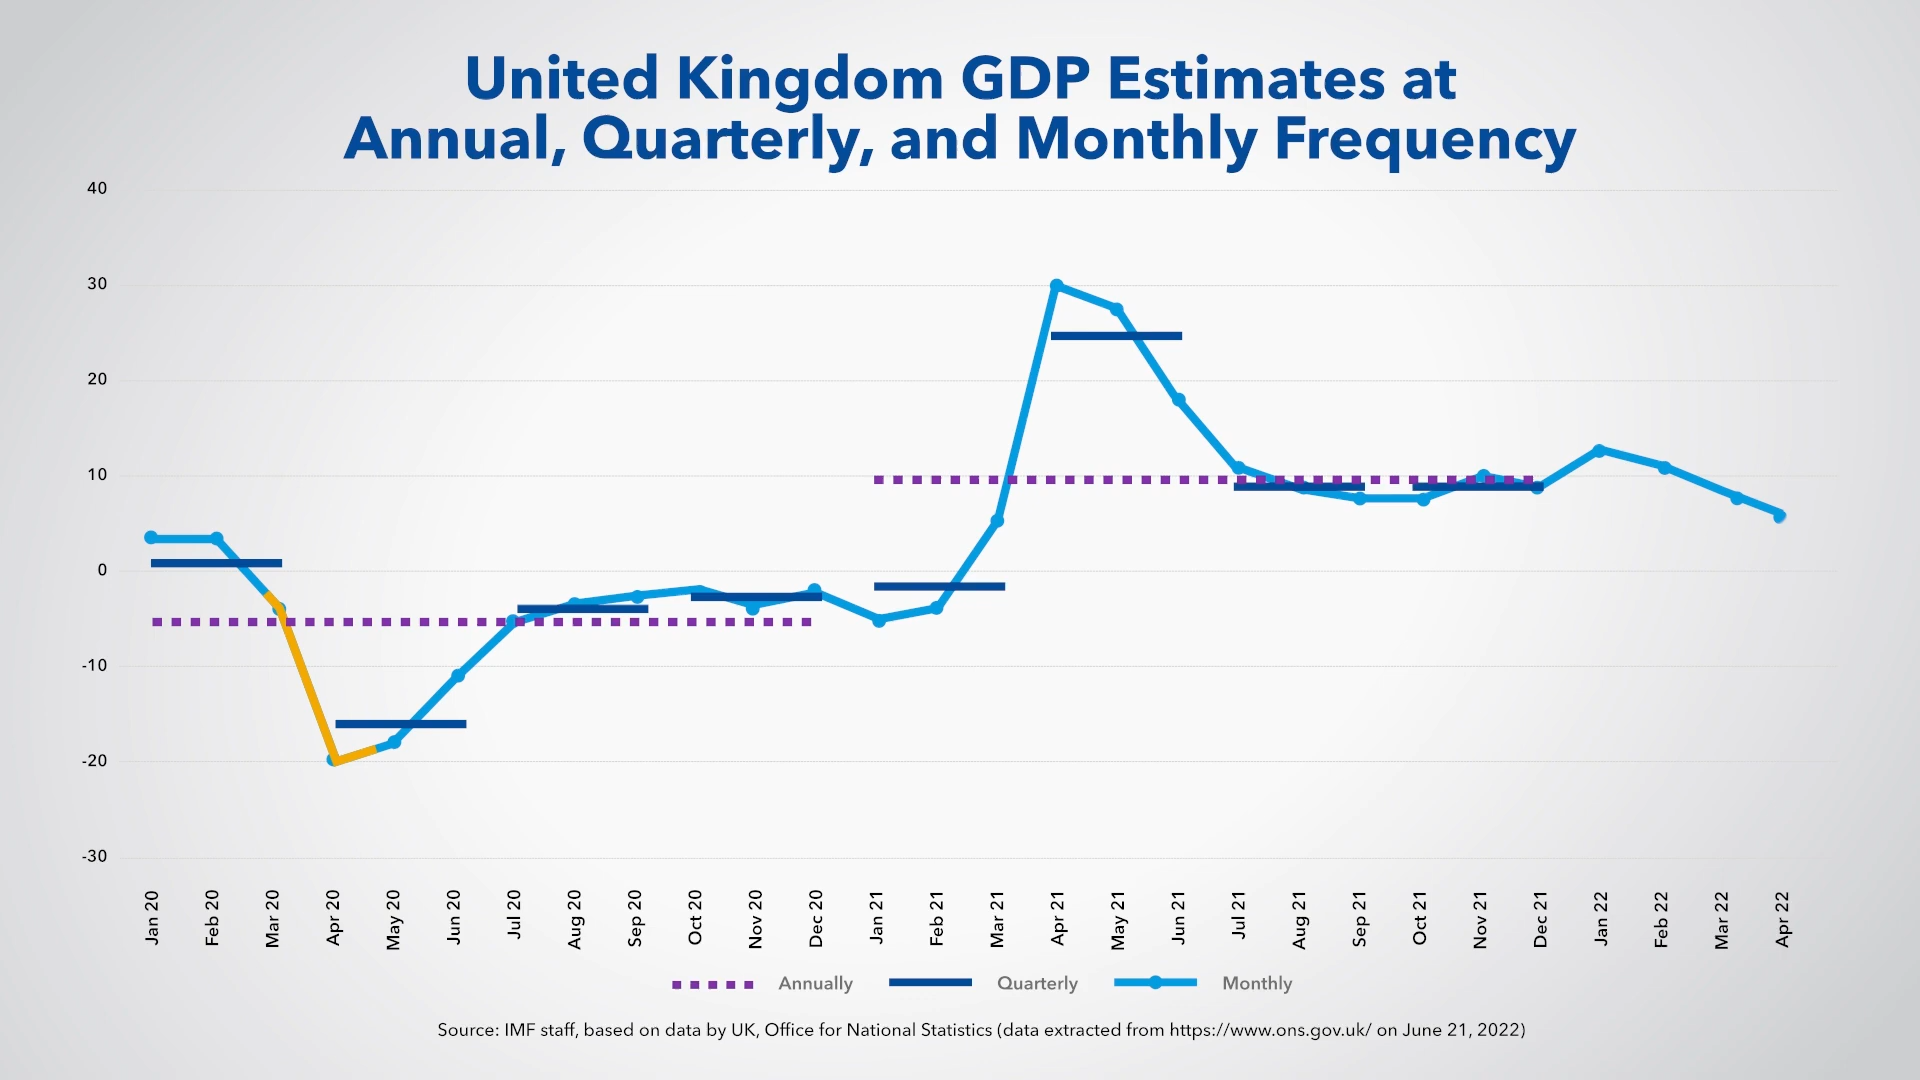 United Kingdom GDP Estimates at
Annual, Quarterly, and Monthly Frequency
40
30
20
10
0
-10
-20
-30
Jan 20
Feb 20
Mar 20
Apr 20
May 20
Jun 20
Jul 20
Aug 20
Sep 20
Oct 20
Nov 20
Dec 20
Jan 21
Feb 21
Mar 21
Apr 21
May 21
Jun 21
Jul 21
Aug 21
Sep 21
Oct 21
Nov 21
Dec 21
Jan 22
Feb 22
Mar 22
Apr 22
Annually
Quarterly
Monthly
Source: IMF staff, based on data by UK, Office for National Statistics (data extracted from https://www.ons.gov.uk/ on June 21, 2022)